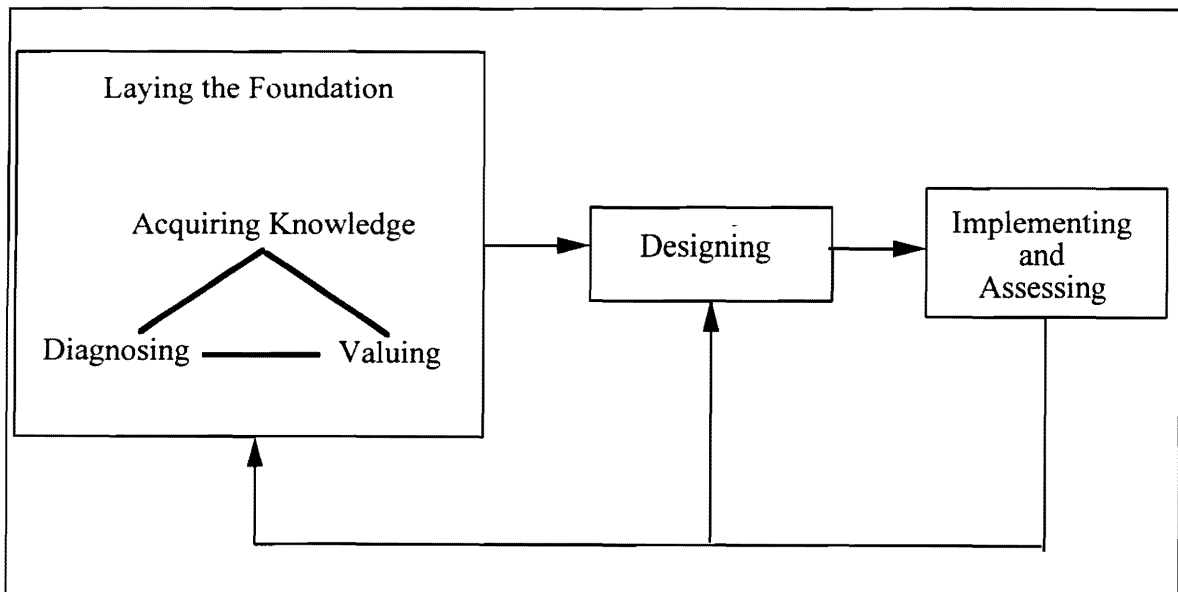 Laying the Foundation
Acquiring Knowledge
Diagnosing
Valuing
Designing
Implementing
and
Assessing